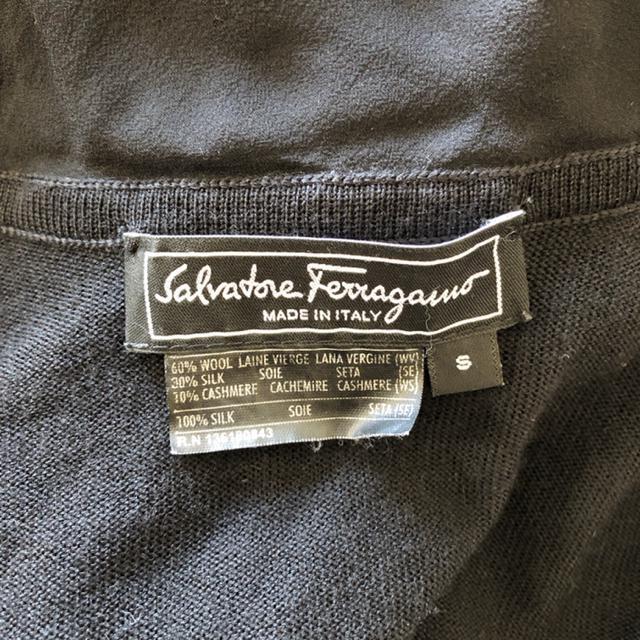 Salvatore Ferragamo
MADE IN ITALY
S
60% WOOL LAINE VIERGE LANA VERGINE (WV)
30% SILK SOIE SETA (SE)
10% CASHMERE CACHEMIRE CASHMERE (WS)
100% SILK SOIE SETA (SE)
R.N